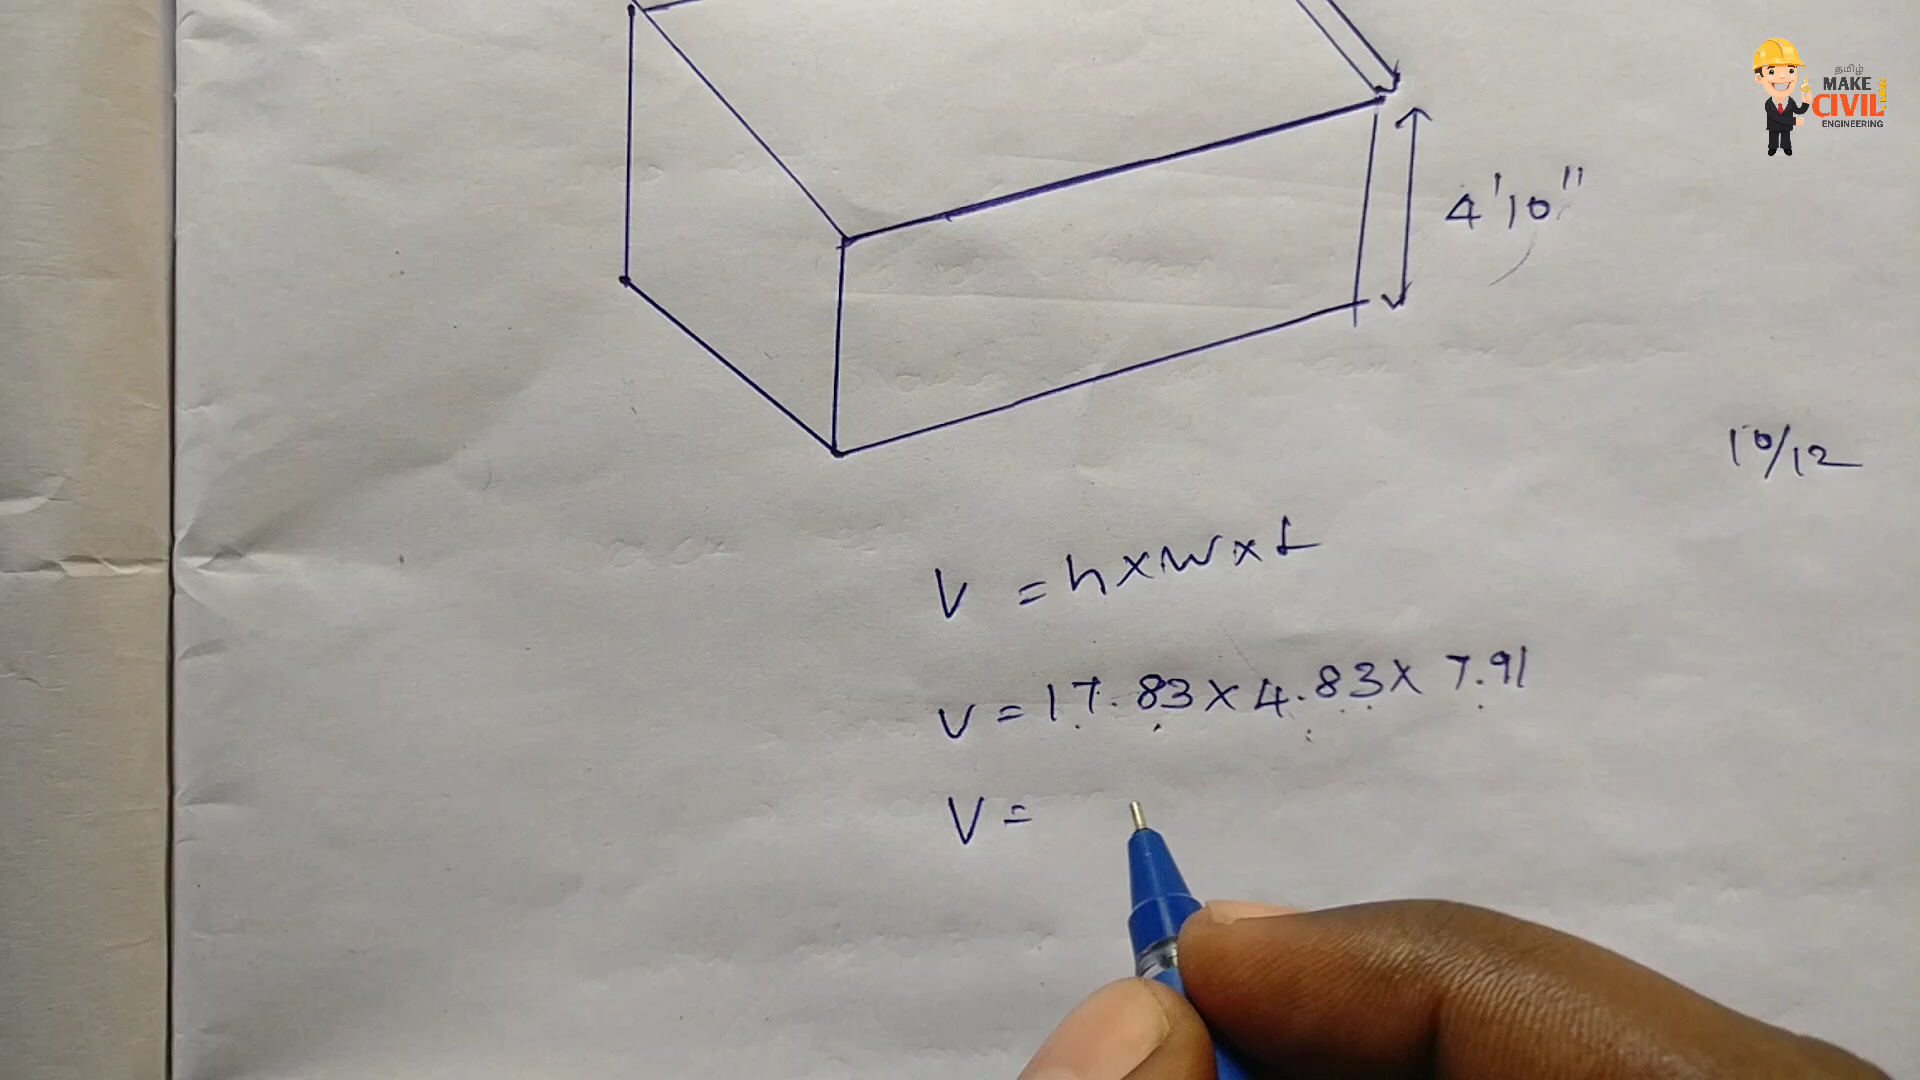 தமிழ்
MAKE
CIVIL
ENGINEERING
4'10"
10/12
V = h x w x L
V = 17.83 x 4.83 x 7.91
V =